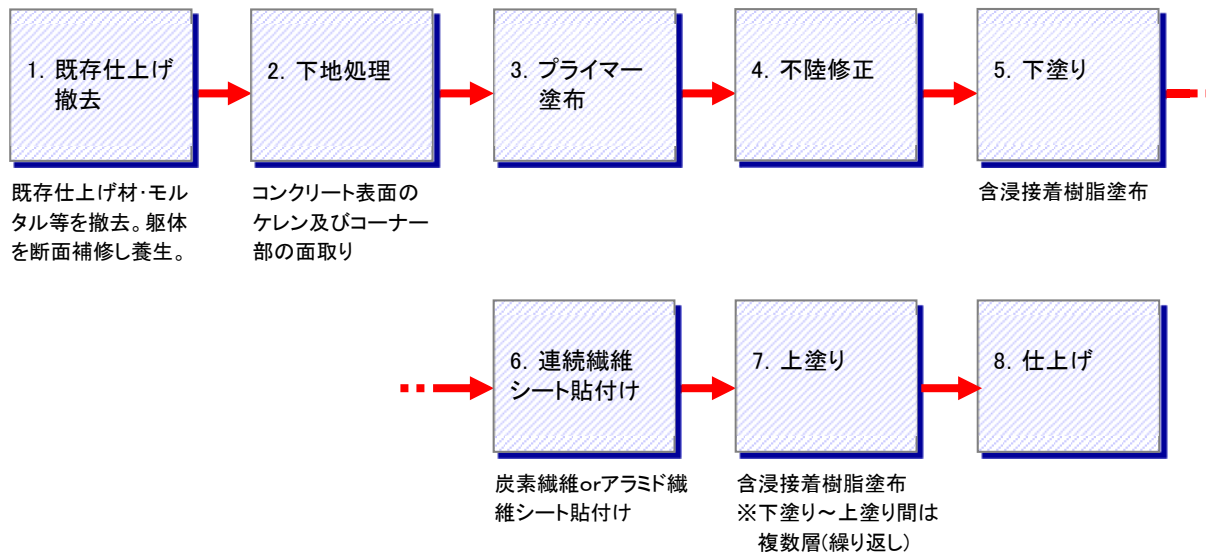 1. 既存仕上げ
撤去
2. 下地処理
3. プライマー
塗布
4. 不陸修正
5. 下塗り
既存仕上げ材・モル
タル等を撤去。躯体
を断面補修し養生。
コンクリート表面の
ケレン及びコーナー
部の面取り
含浸接着樹脂塗布
6. 連続繊維
シート貼付け
7. 上塗り
8. 仕上げ
炭素繊維orアラミド繊
維シート貼付け
含浸接着樹脂塗布
※下塗り～上塗り間は
複数層(繰り返し)